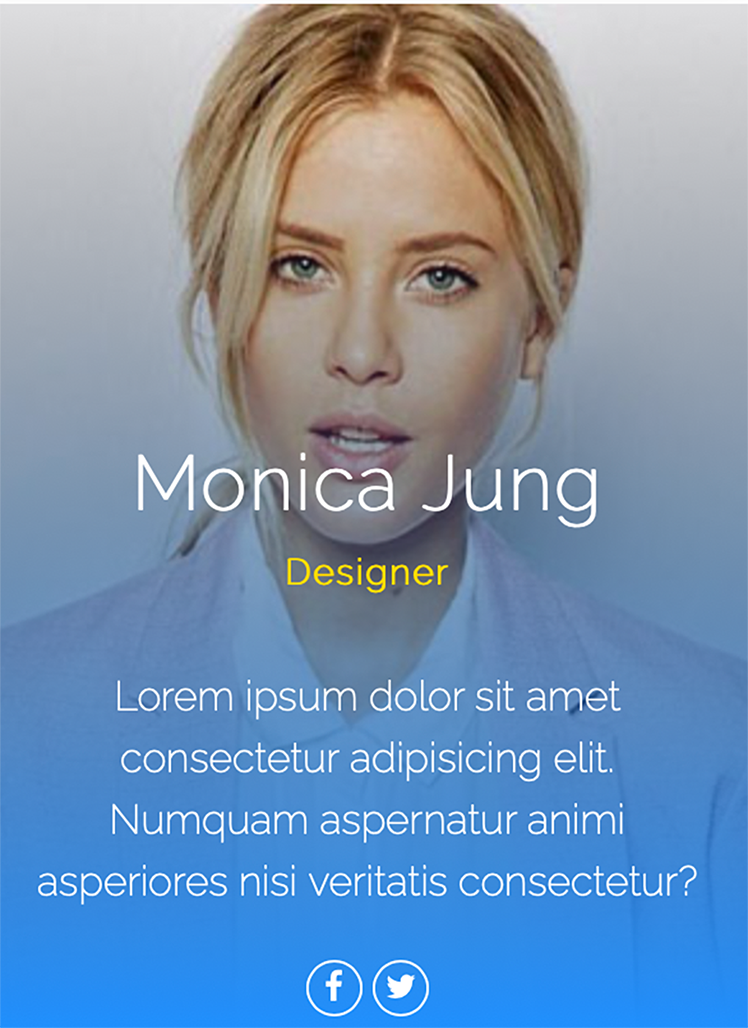 Monica Jung
Designer
Lorem ipsum dolor sit amet
consectetur adipisicing elit.
Numquam aspernatur animi
asperiores nisi veritatis consectetur?